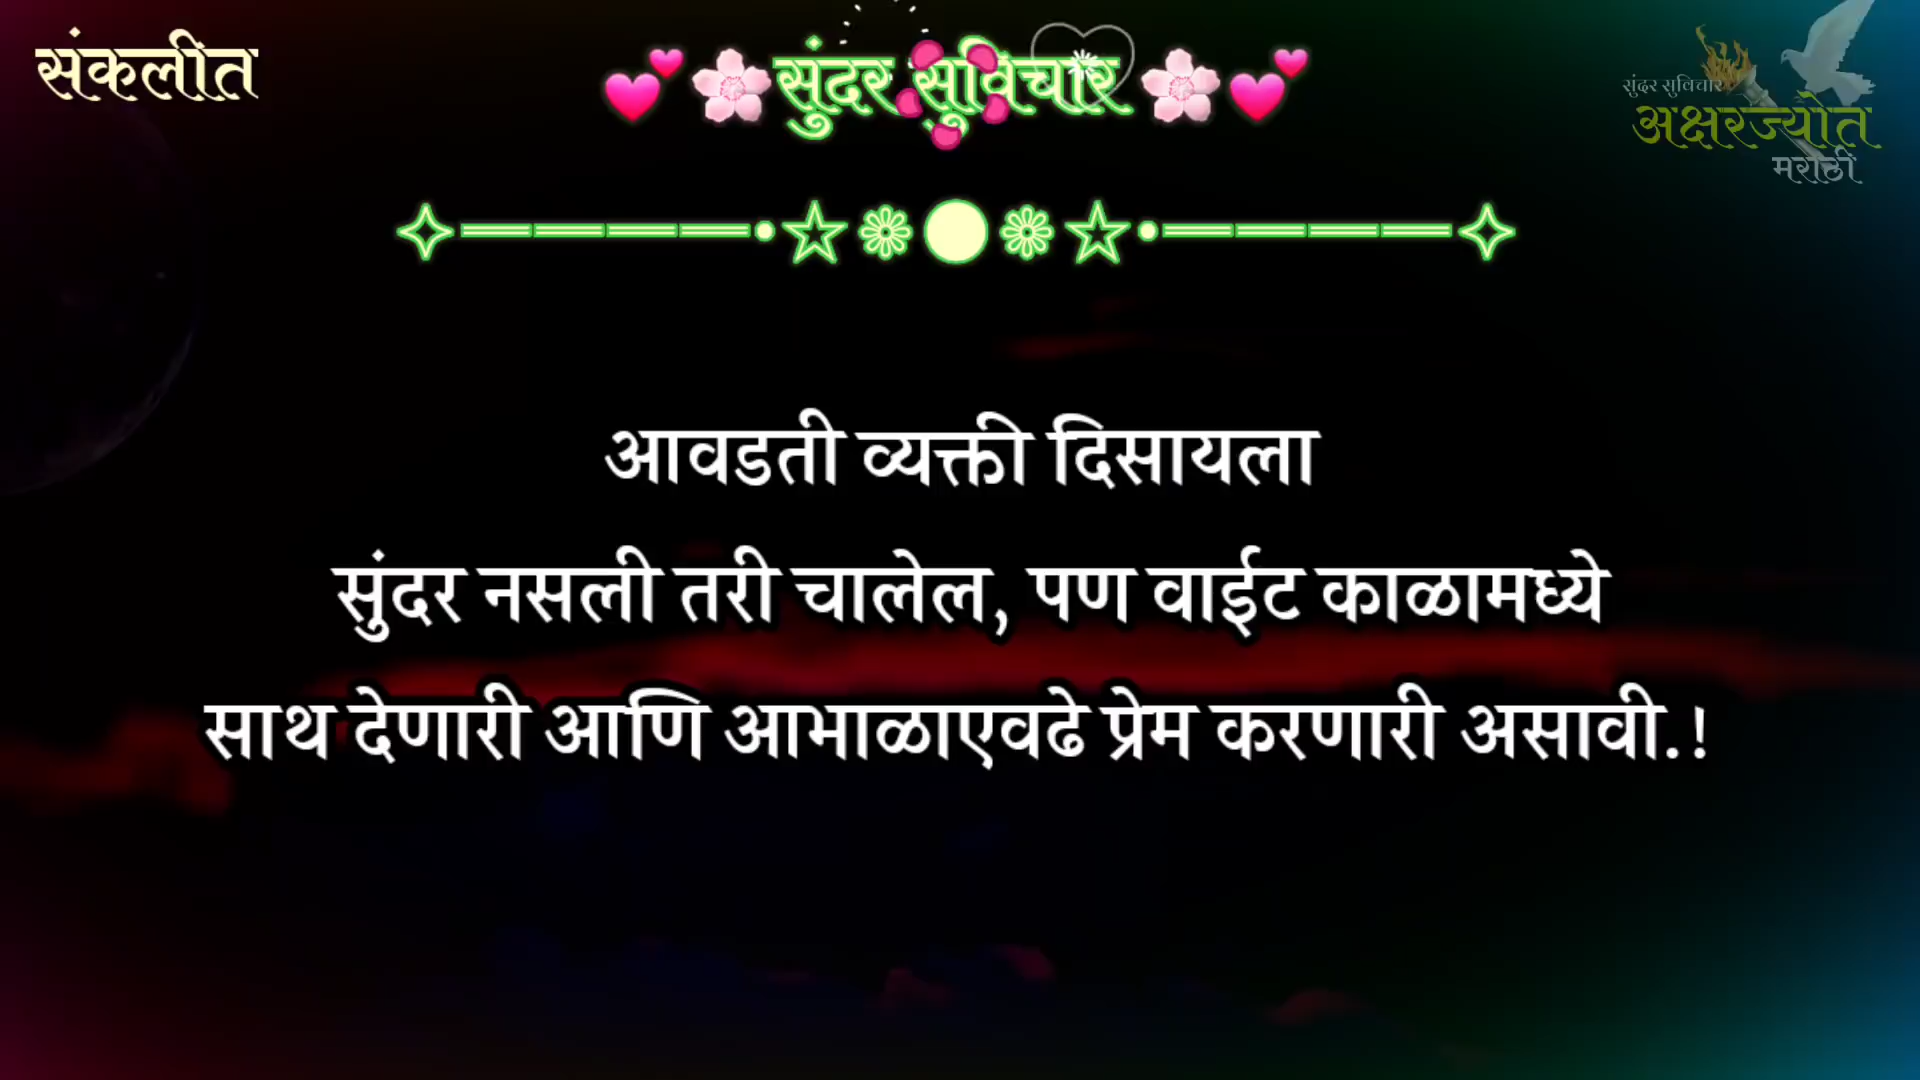 संकलीत
💕🌸सुंदर सुविचार🌸💕
सुंदर सुविचार
अक्षरज्योत
मराठी
आवडती व्यक्ती दिसायला
सुंदर नसली तरी चालेल, पण वाईट काळामध्ये
साथ देणारी आणि आभाळाएवढे प्रेम करणारी असावी.!